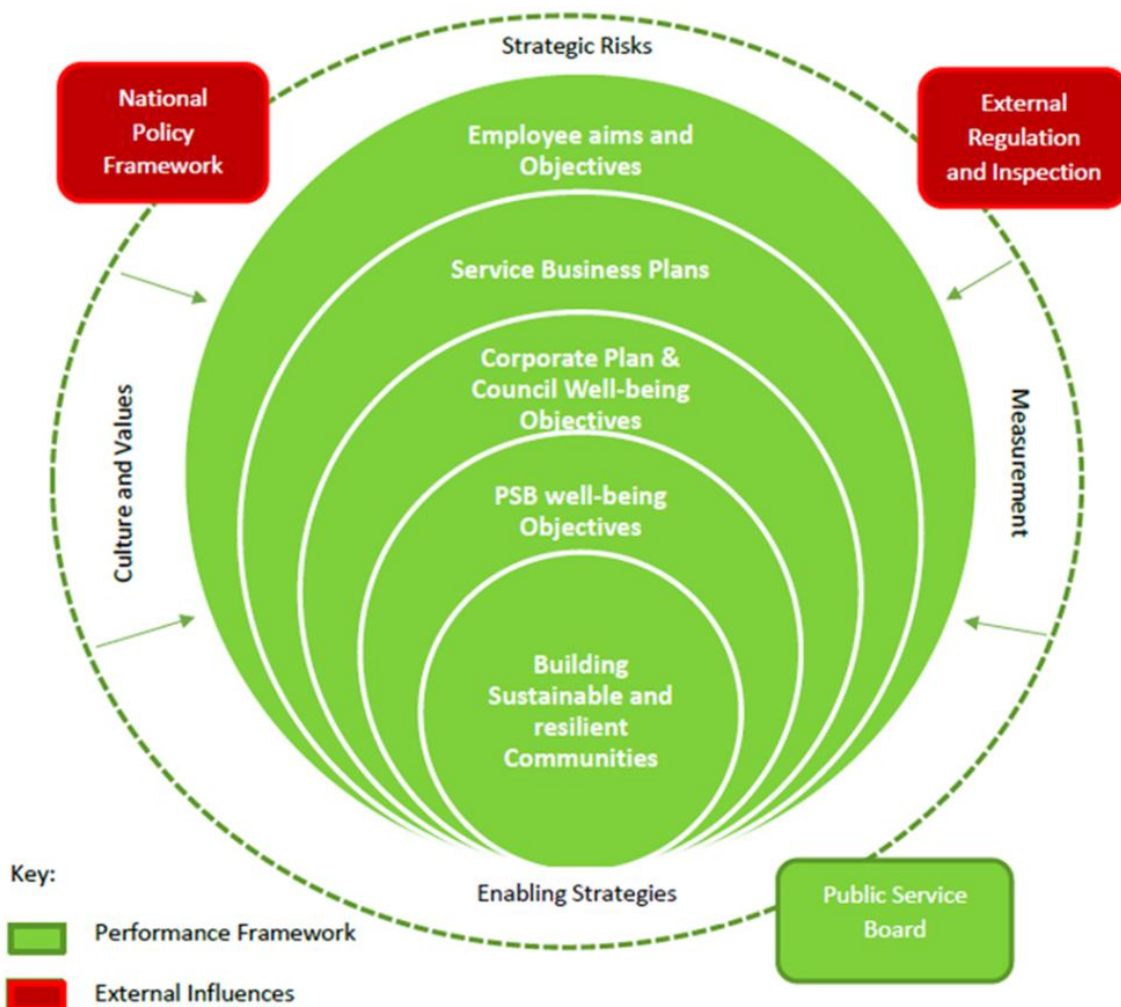 Strategic Risks
National
Policy
Framework
External
Regulation
and Inspection
Employee aims and
Objectives
Service Business Plans
Corporate Plan &
Council Well-being
Objectives
Culture and Values
Measurement
PSB well-being
Objectives
Building
Sustainable and
resilient
Communities
Enabling Strategies
Public Service
Board
Key:
Performance Framework
External Influences